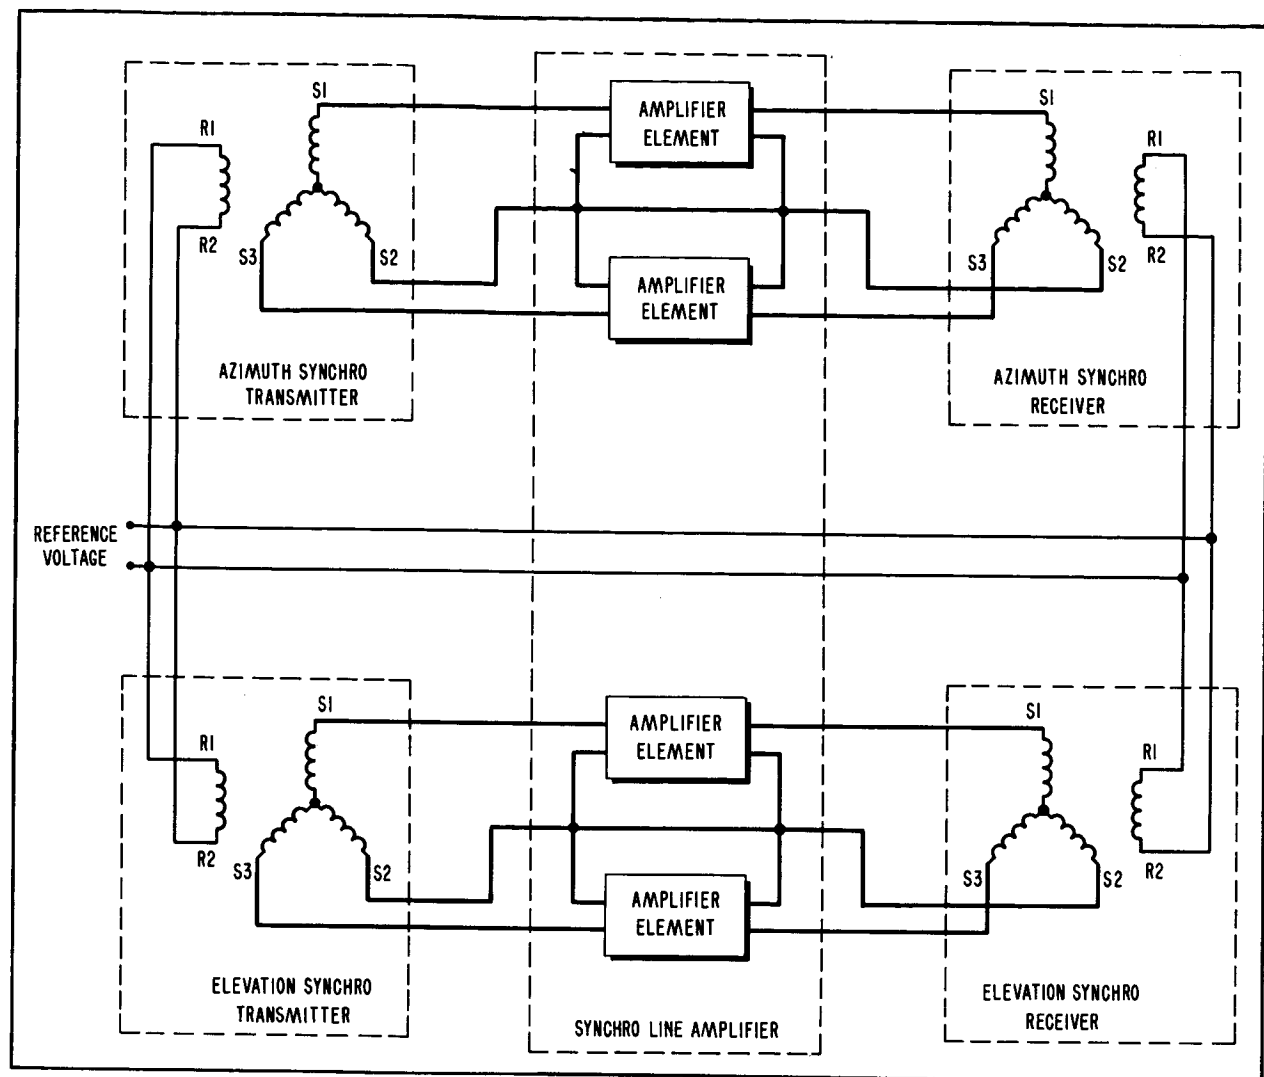 S1
AMPLIFIER
ELEMENT
S1
R1
R1
R2
S3
S2
S3
S2
R2
AMPLIFIER
ELEMENT
AZIMUTH SYNCHRO
TRANSMITTER
AZIMUTH SYNCHRO
RECEIVER
REFERENCE
VOLTAGE
S1
AMPLIFIER
ELEMENT
S1
R1
R1
R2
S3
S2
S3
S2
R2
AMPLIFIER
ELEMENT
ELEVATION SYNCHRO
TRANSMITTER
SYNCHRO LINE AMPLIFIER
ELEVATION SYNCHRO
RECEIVER